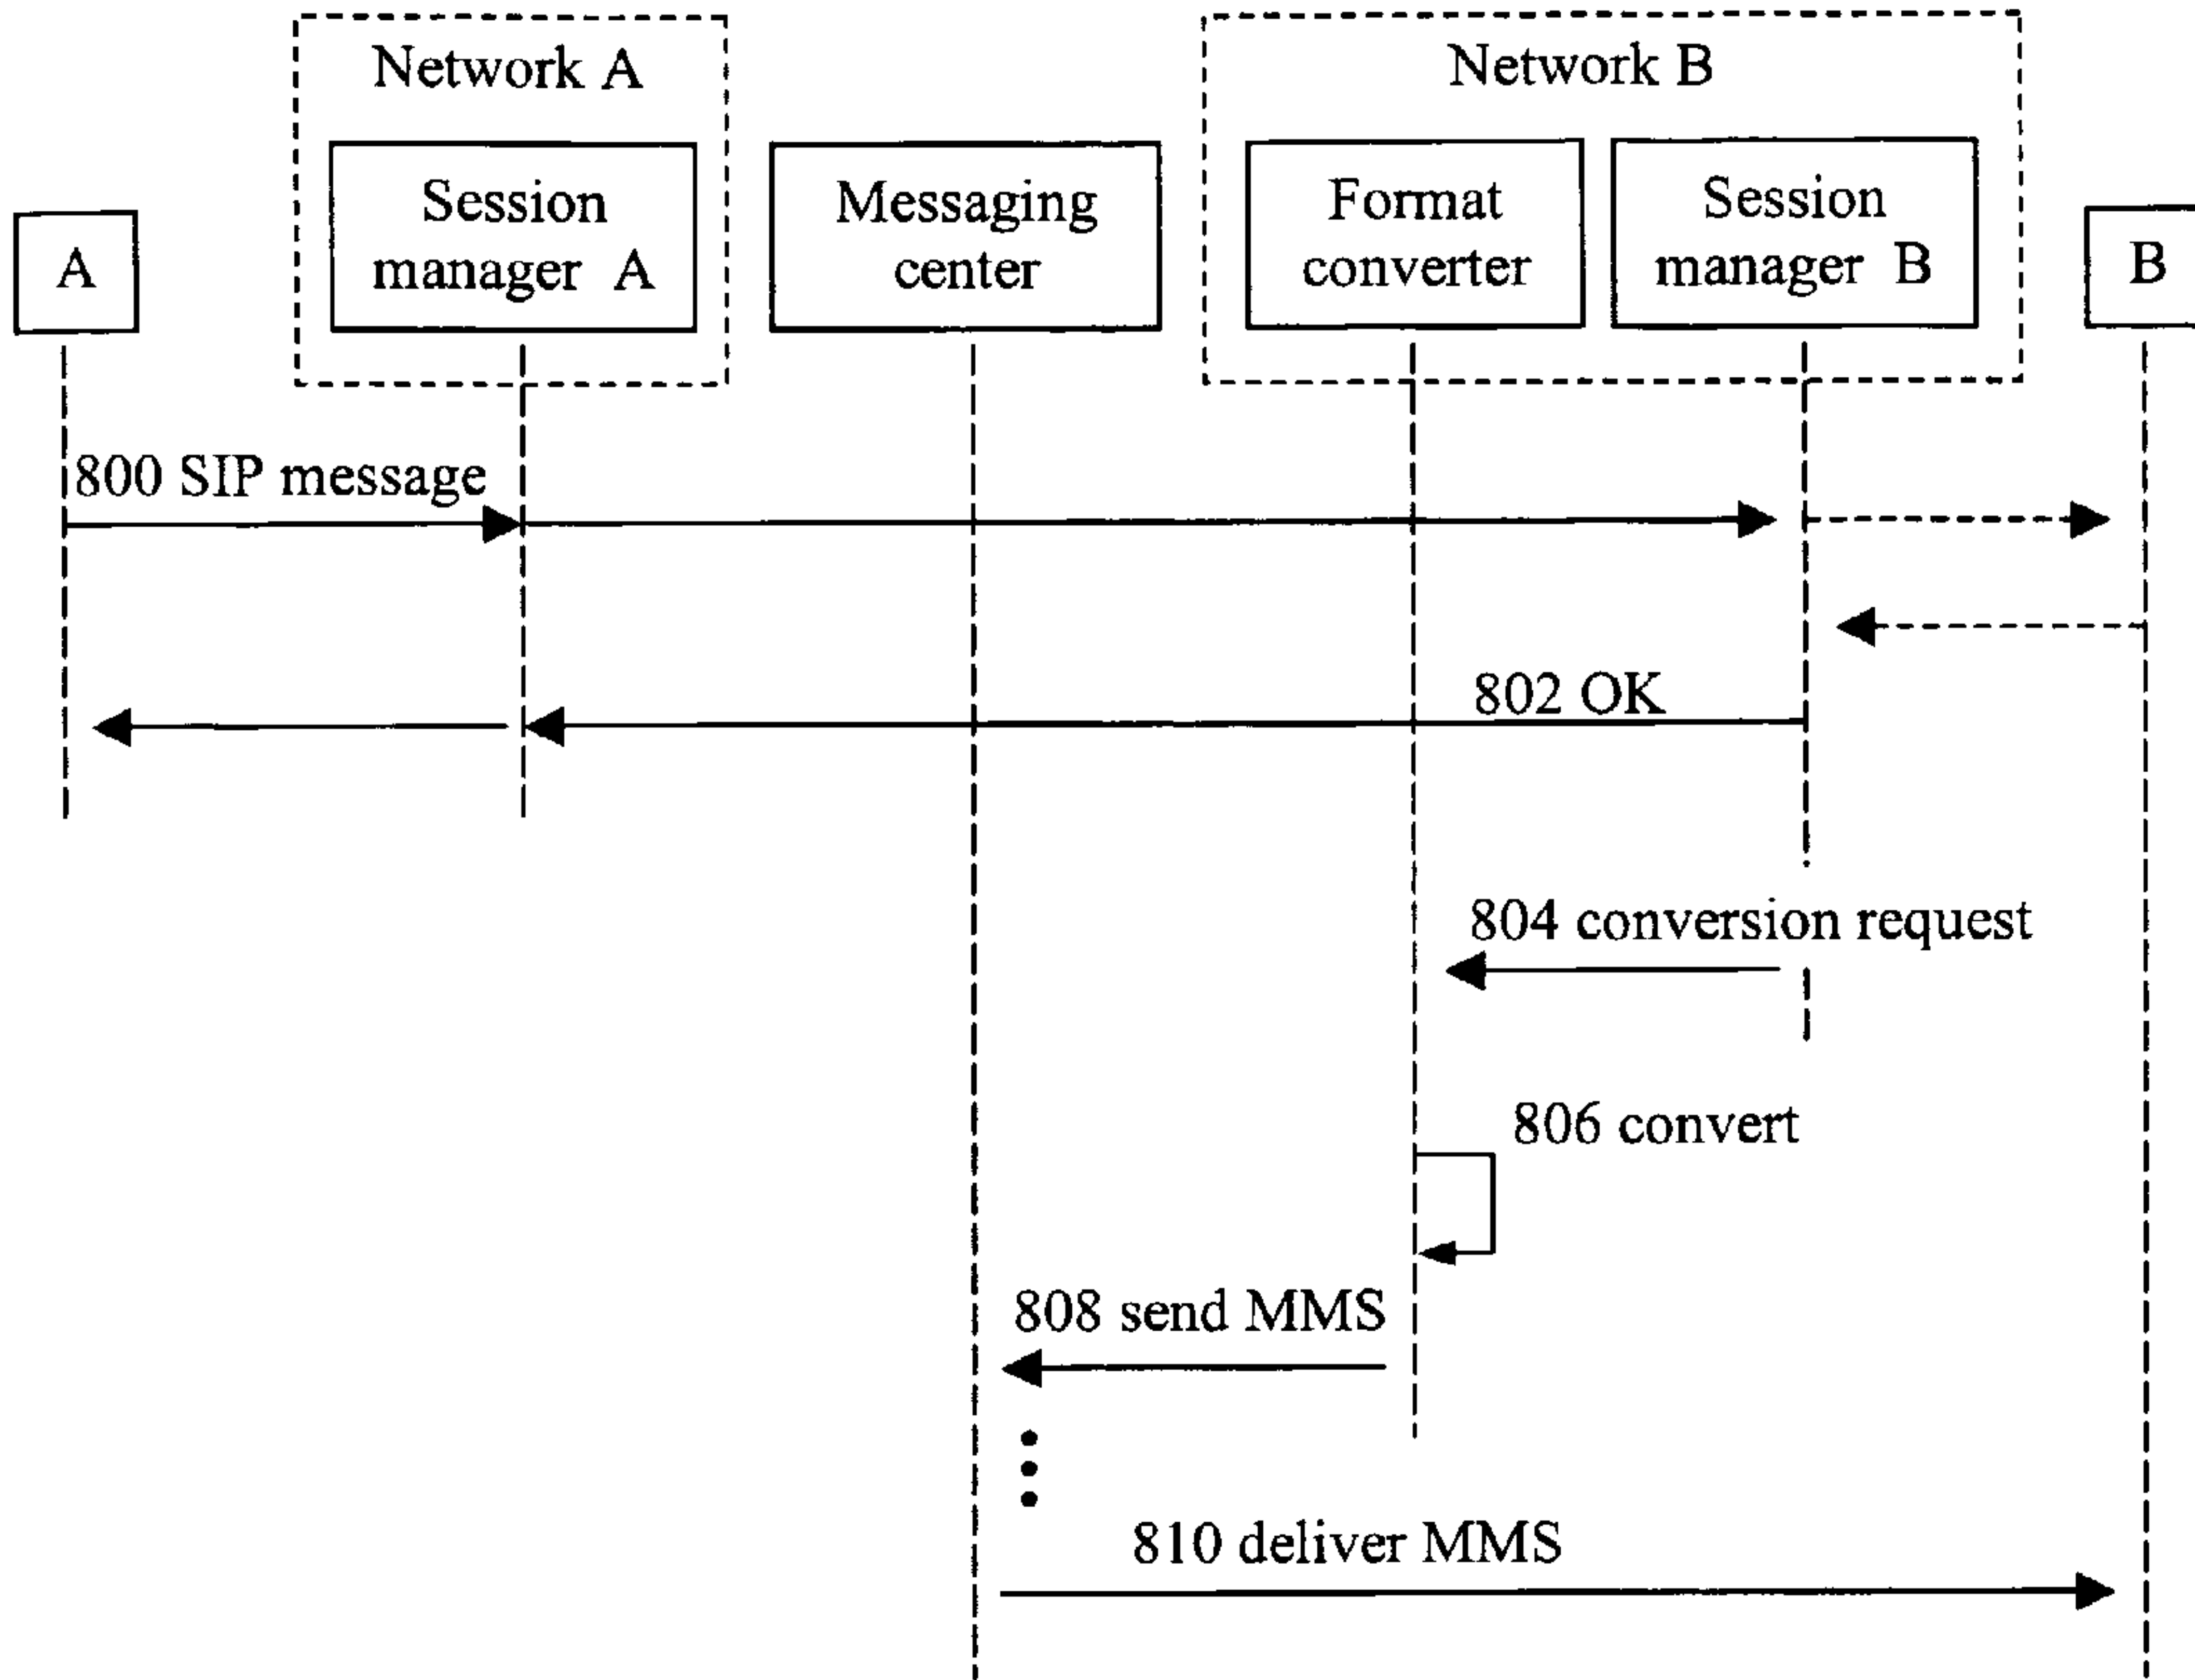 Network A
Network B
A
Session
manager A
Messaging
center
Format
converter
Session
manager B
B
800 SIP message
802 OK
804 conversion request
806 convert
808 send MMS
810 deliver MMS